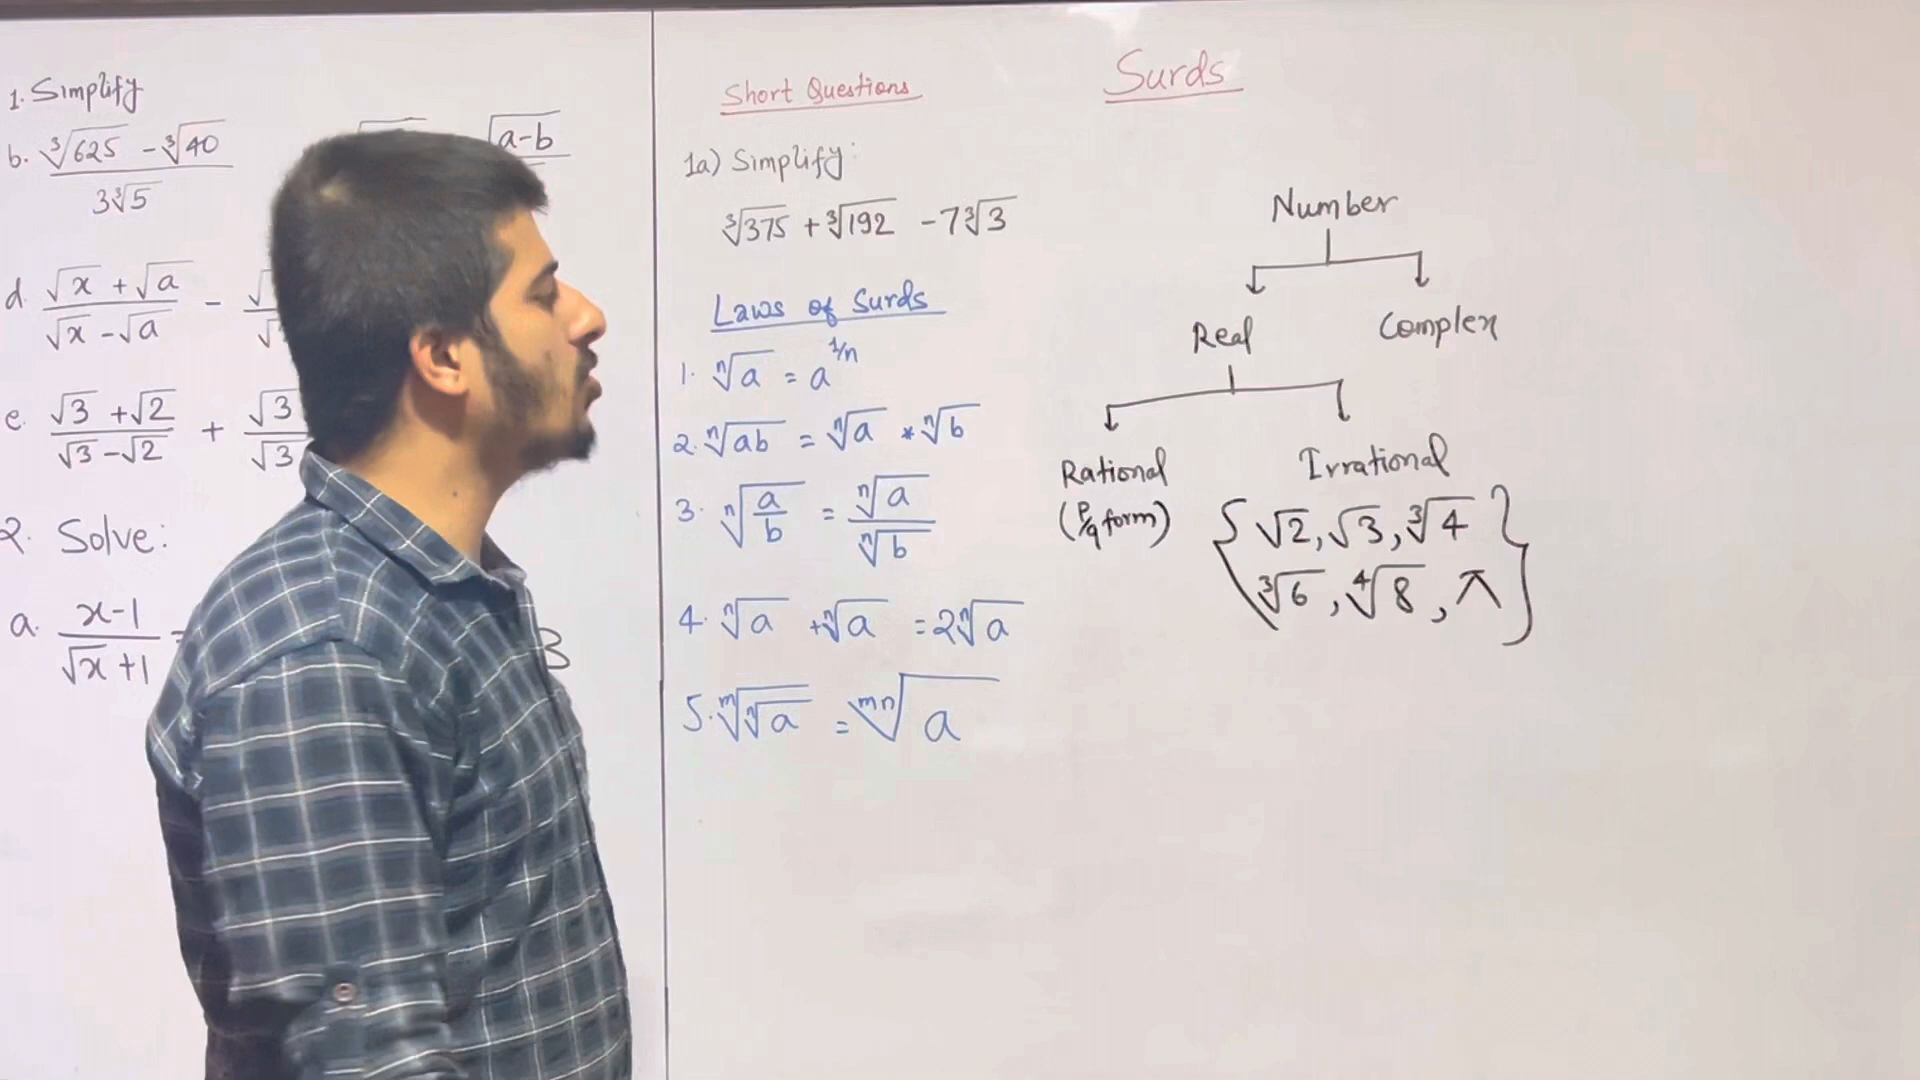 1. Simplify
b. ∛625 - ∛40 / 3∛5
√a-b
d. √x + √a / √x - √a - √
e. √3 + √2 / √3 - √2 + √3 / √3
2. Solve:
a. x-1 / √x + 1 =
3
Short Questions
1a) Simplify:
∛375 + ∛192 - 7∛3
Laws of Surds
1. ⁿ√a = a^1/n
2. ⁿ√ab = ⁿ√a * ⁿ√b
3. ⁿ√a/b = ⁿ√a / ⁿ√b
4. ⁿ√a + ⁿ√a = 2ⁿ√a
5. ᵐ√ⁿ√a = ᵐⁿ√a
Surds
Number
Real Complex
Rational Irrational
(P/q form) { √2, √3, ∛4
∛6, ∜8, π }